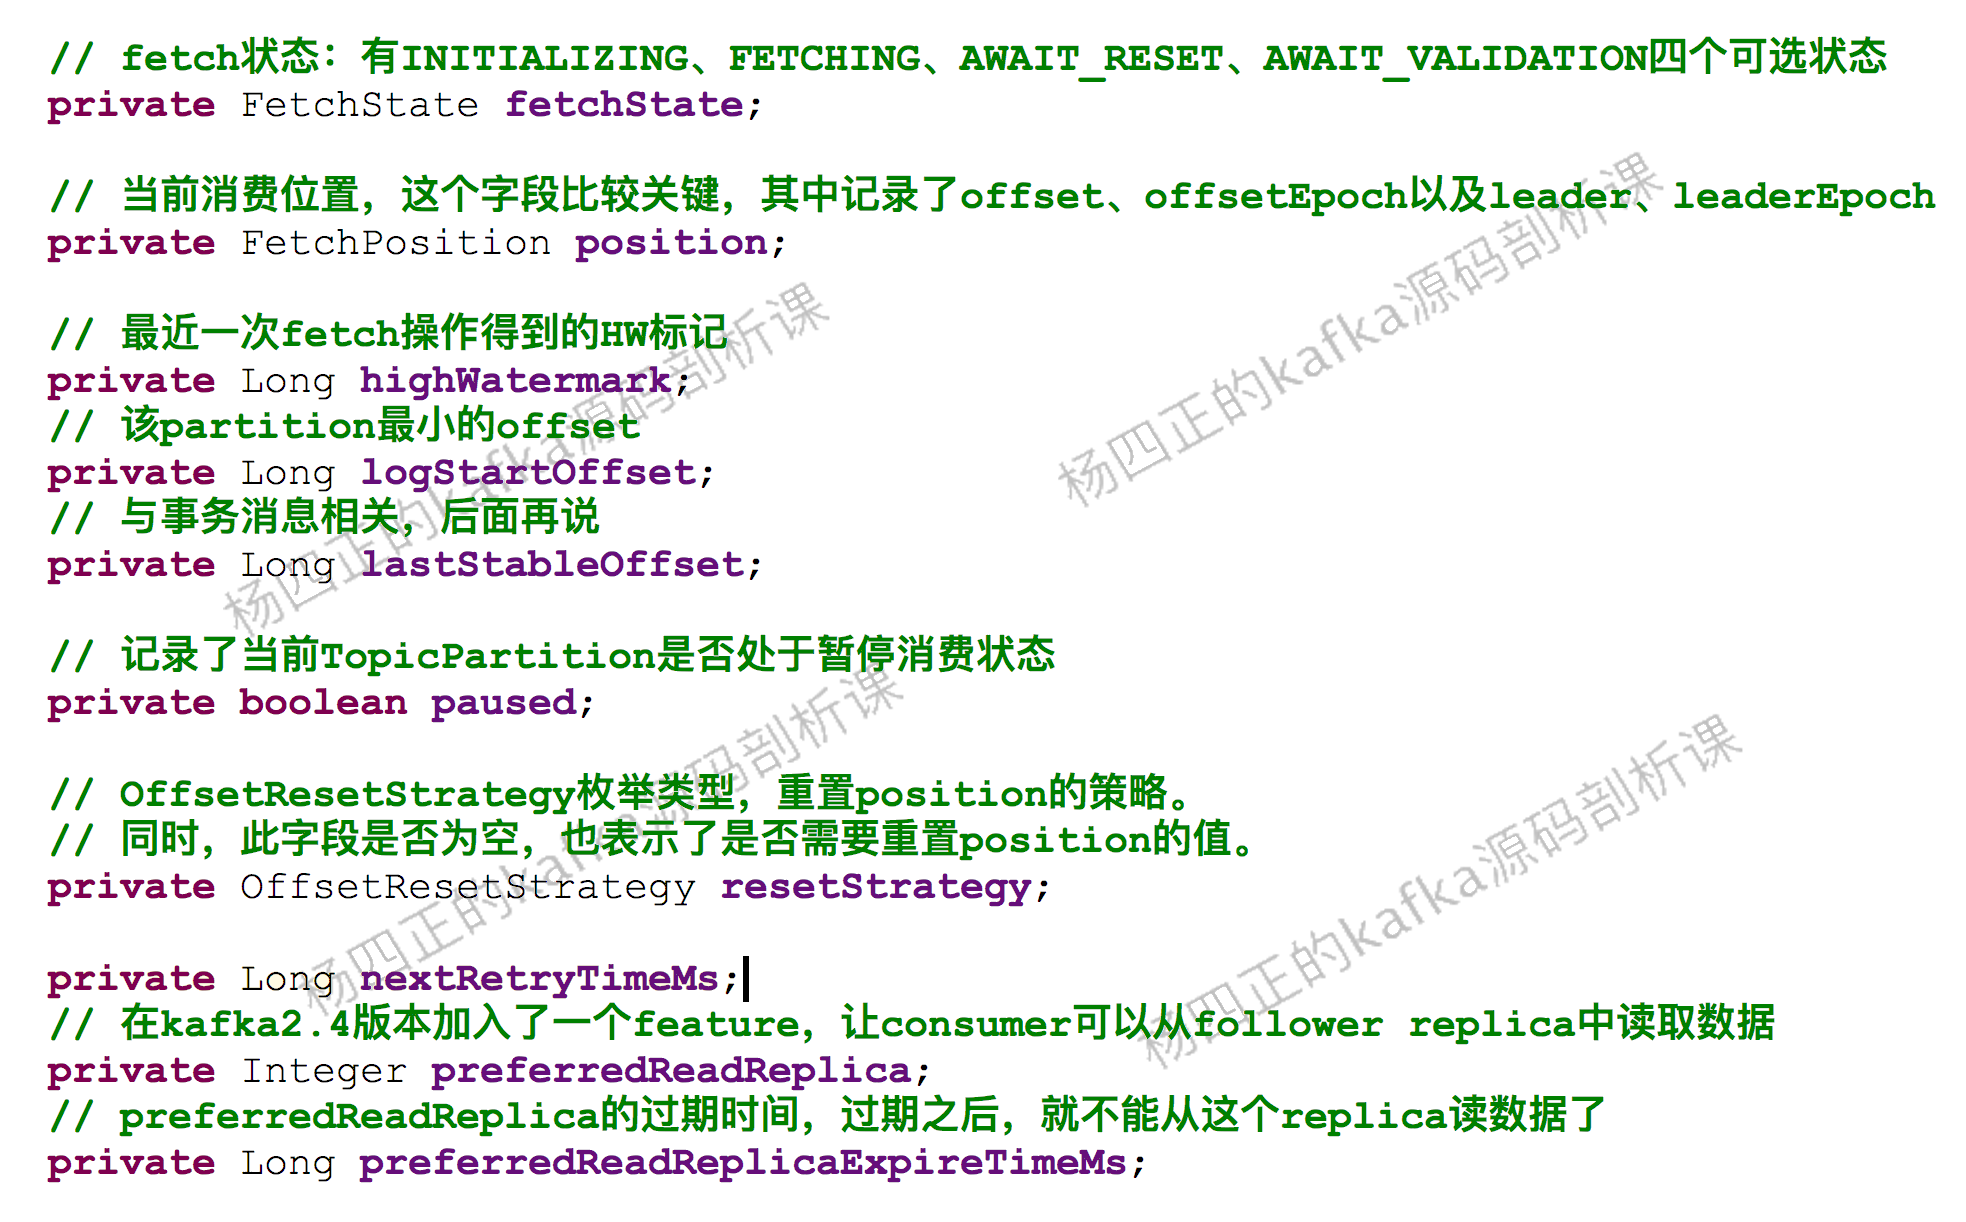 // fetch状态：有INITIALIZING、FETCHING、AWAIT_RESET、AWAIT_VALIDATION四个可选状态
private FetchState fetchState;
// 当前消费位置，这个字段比较关键，其中记录了offset、offsetEpoch以及leader、leaderEpoch
private FetchPosition position;
// 最近一次fetch操作得到的HW标记
private Long highWatermark;
// 该partition最小的offset
private Long logStartOffset;
// 与事务消息相关，后面再说
private Long lastStableOffset;
// 记录了当前TopicPartition是否处于暂停消费状态
private boolean paused;
// OffsetResetStrategy枚举类型，重置position的策略。
// 同时，此字段是否为空，也表示了是否需要重置position的值。
private OffsetResetStrategy resetStrategy;
private Long nextRetryTimeMs;
// 在kafka2.4版本加入了一个feature，让consumer可以从follower replica中读取数据
private Integer preferredReadReplica;
// preferredReadReplica的过期时间，过期之后，就不能从这个replica读数据了
private Long preferredReadReplicaExpireTimeMs;
杨四正的kafka源码剖析课
杨四正的kafka源码剖析课
杨四正的kafka源码剖析课
杨四正的kafka源码剖析课